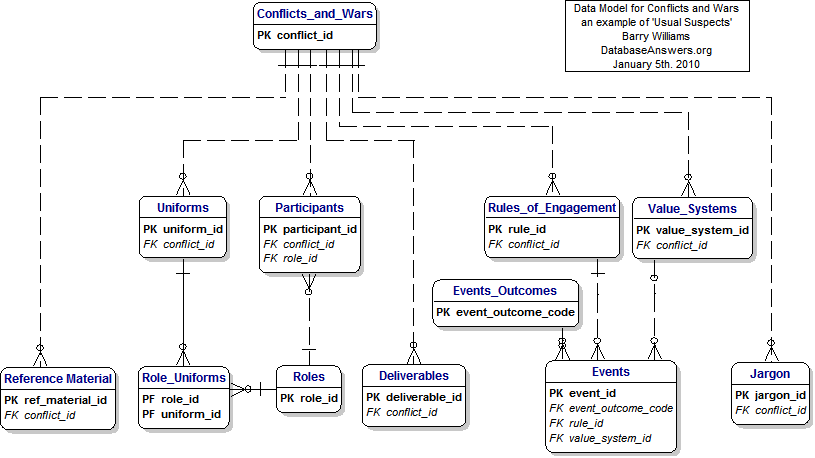 Conflicts_and_Wars
PK conflict_id
Data Model for Conflicts and Wars
an example of 'Usual Suspects'
Barry Williams
DatabaseAnswers.org
January 5th. 2010
Uniforms
PK uniform_id
FK conflict_id
Participants
PK participant_id
FK conflict_id
FK role_id
Rules_of_Engagement
PK rule_id
FK conflict_id
Value_Systems
PK value_system_id
FK conflict_id
Events_Outcomes
PK event_outcome_code
Reference Material
PK ref_material_id
FK conflict_id
Role_Uniforms
PF role_id
PF uniform_id
Roles
PK role_id
Deliverables
PK deliverable_id
FK conflict_id
Events
PK event_id
FK event_outcome_code
FK rule_id
FK value_system_id
Jargon
PK jargon_id
FK conflict_id